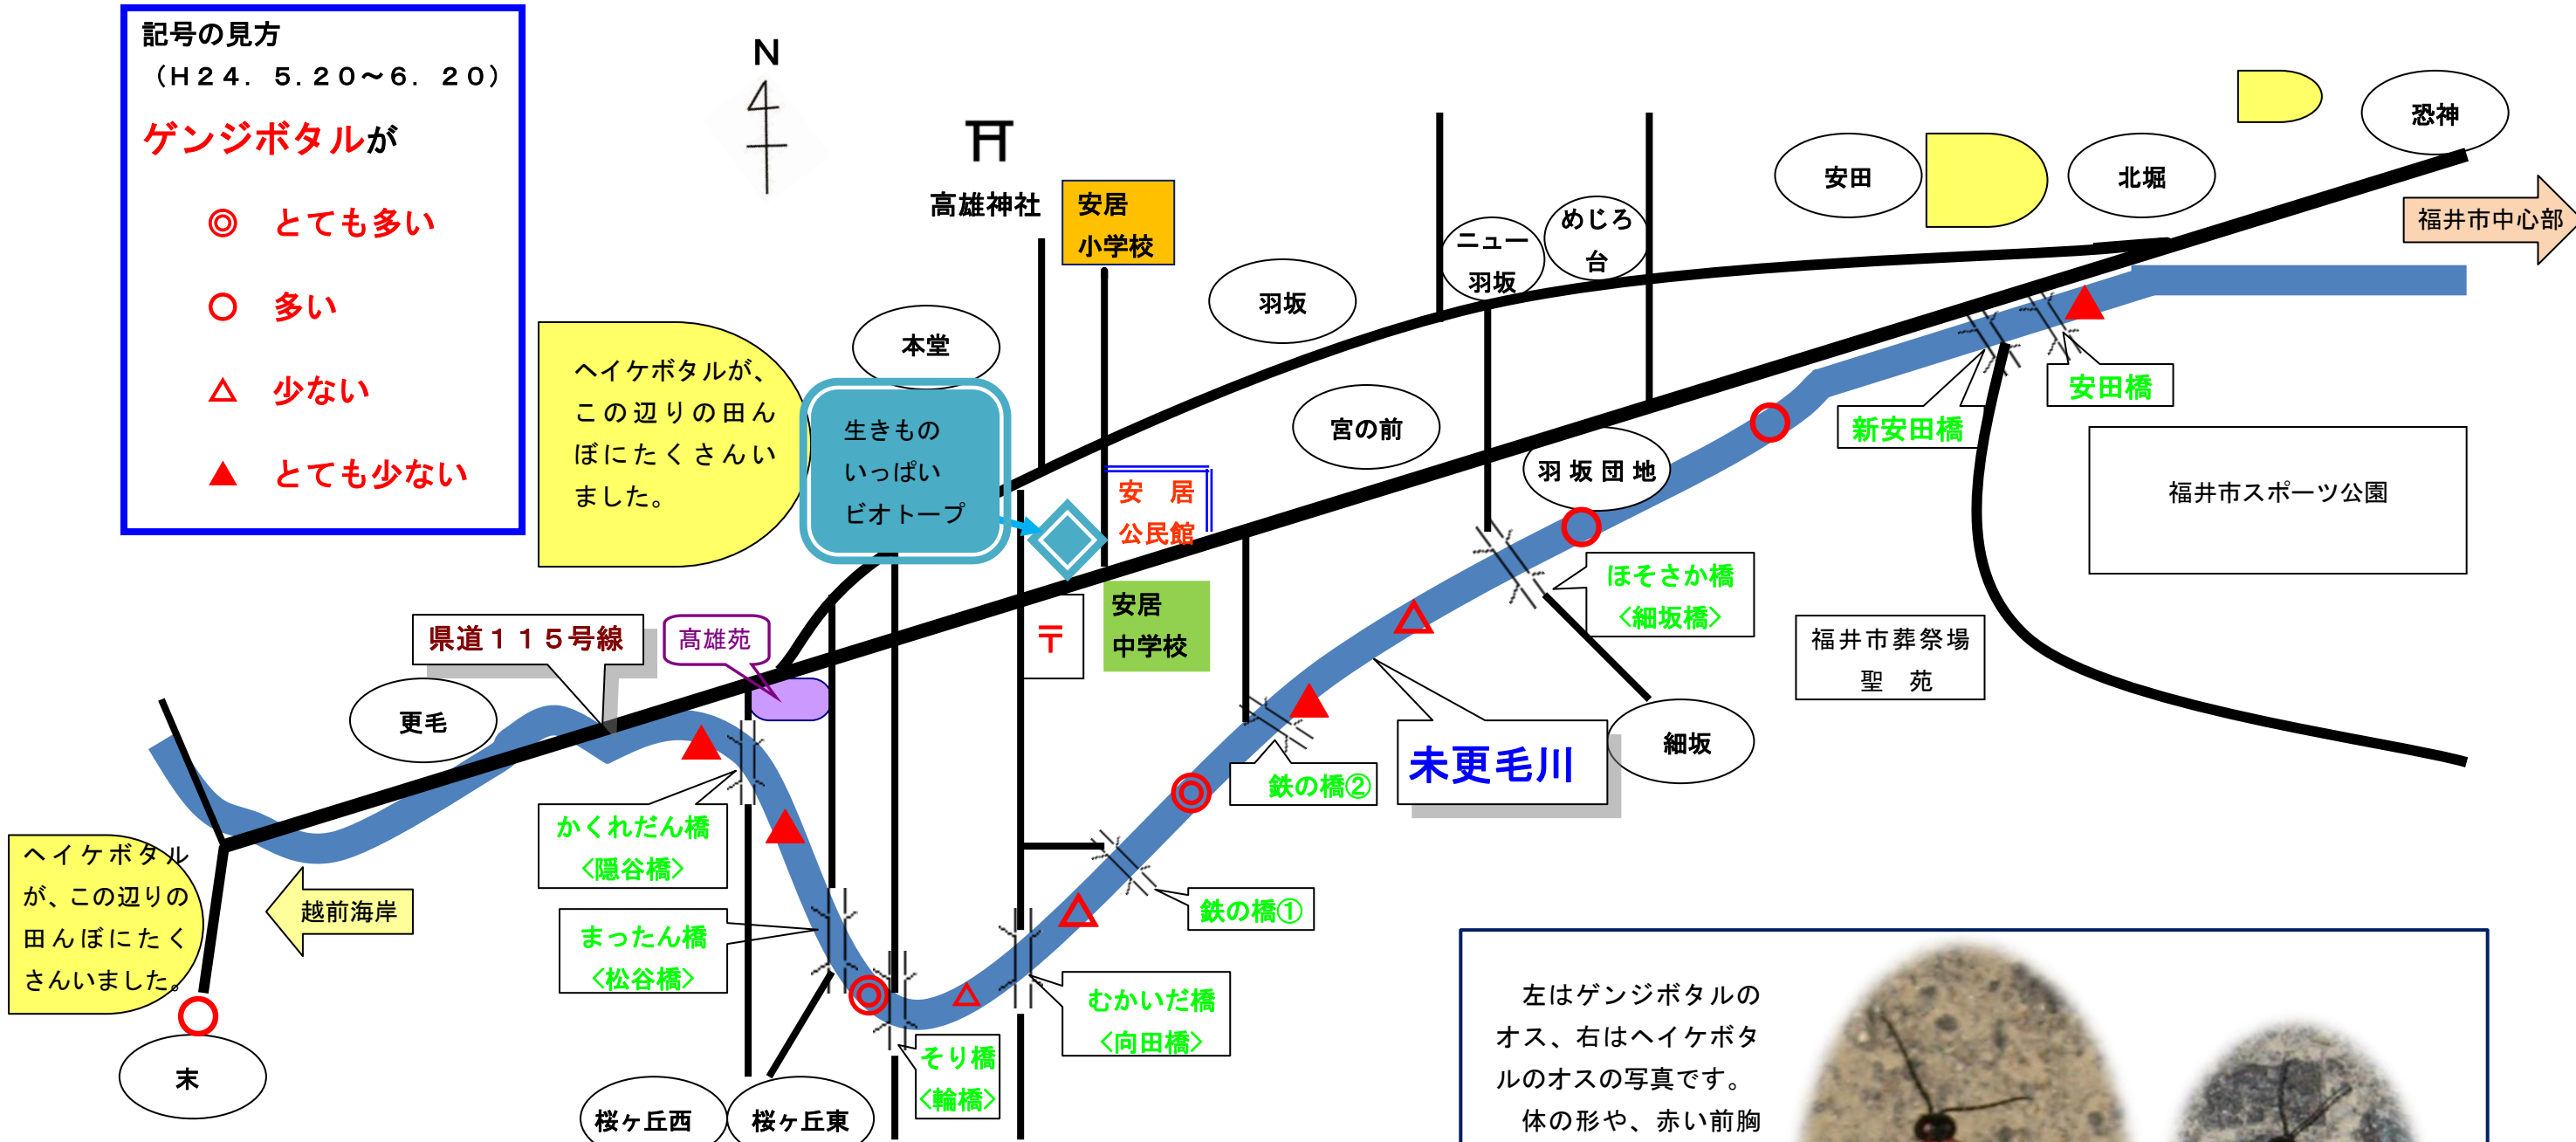 記号の見方
（Ｈ２４．５.２０～６．２０）
ゲンジボタルが
◎ とても多い
○ 多い
△ 少ない
▲ とても少ない
N
高雄神社
安居
小学校
本堂
羽坂
ニュー
羽坂
めじろ
台
安田
北堀
恐神
福井市中心部
ヘイケボタルが、
この辺りの田ん
ぼにたくさんい
ました。
生きもの
いっぱい
ビオトープ
安 居
公民館
宮の前
羽坂団地
新安田橋
安田橋
福井市スポーツ公園
県道１１５号線
髙雄苑
〒
安居
中学校
ほそさか橋
<細坂橋>
福井市葬祭場
聖 苑
更毛
細坂
未更毛川
鉄の橋②
かくれだん橋
<隠谷橋>
ヘイケボタル
が、この辺りの
田んぼにたく
さんいました。
越前海岸
鉄の橋①
まったん橋
<松谷橋>
むかいだ橋
<向田橋>
そり橋
<輪橋>
末
桜ヶ丘西
桜ヶ丘東
左はゲンジボタルの
オス、右はヘイケボタ
ルのオスの写真です。
体の形や、赤い前胸